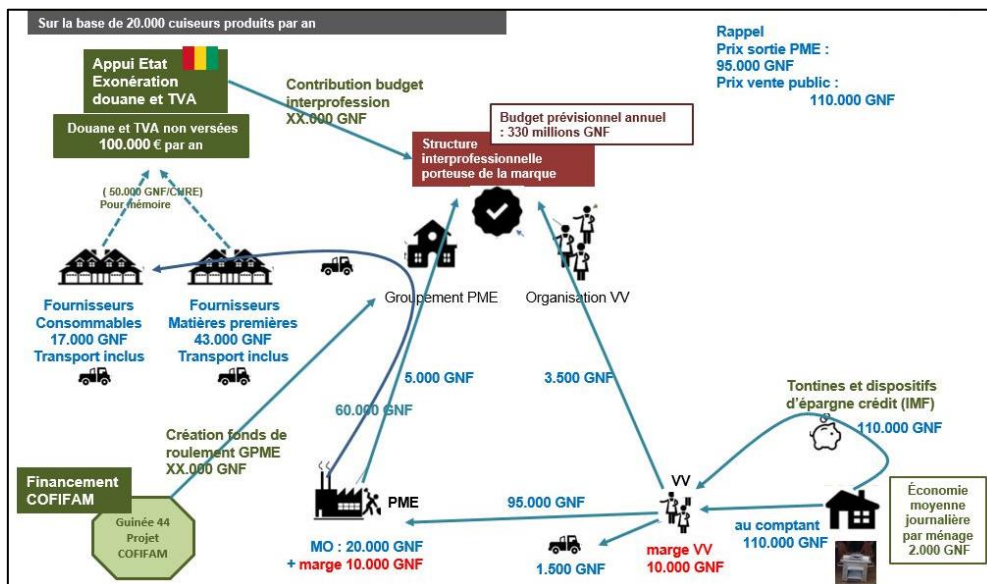 Sur la base de 20.000 cuiseurs produits par an
Appui Etat
Exonération
douane et TVA
Douane et TVA non versées
100.000 € par an
Contribution budget
interprofession
XX.000 GNF
Rappel
Prix sortie PME :
95.000 GNF
Prix vente public :
110.000 GNF
Budget prévisionnel annuel
: 330 millions GNF
Structure
interprofessionnelle
porteuse de la marque
( 50.000 GNF/CURE)
Pour mémoire
Fournisseurs
Consommables
17.000 GNF
Transport inclus
Fournisseurs
Matières premières
43.000 GNF
Transport inclus
Groupement PME
Organisation VV
5.000 GNF
3.500 GNF
60.000 GNF
Tontines et dispositifs
d'épargne crédit (IMF)
110.000 GNF
Création fonds de
roulement GPME
XX.000 GNF
Financement
COFIFAM
Guinée 44
Projet
COFIFAM
PME
MO : 20.000 GNF
+ marge 10.000 GNF
95.000 GNF
1.500 GNF
VV
marge VV
10.000 GNF
au comptant
110.000 GNF
Économie
moyenne
journalière
par ménage
2.000 GNF